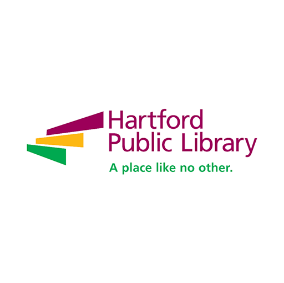 Hartford
Public Library
A place like no other.